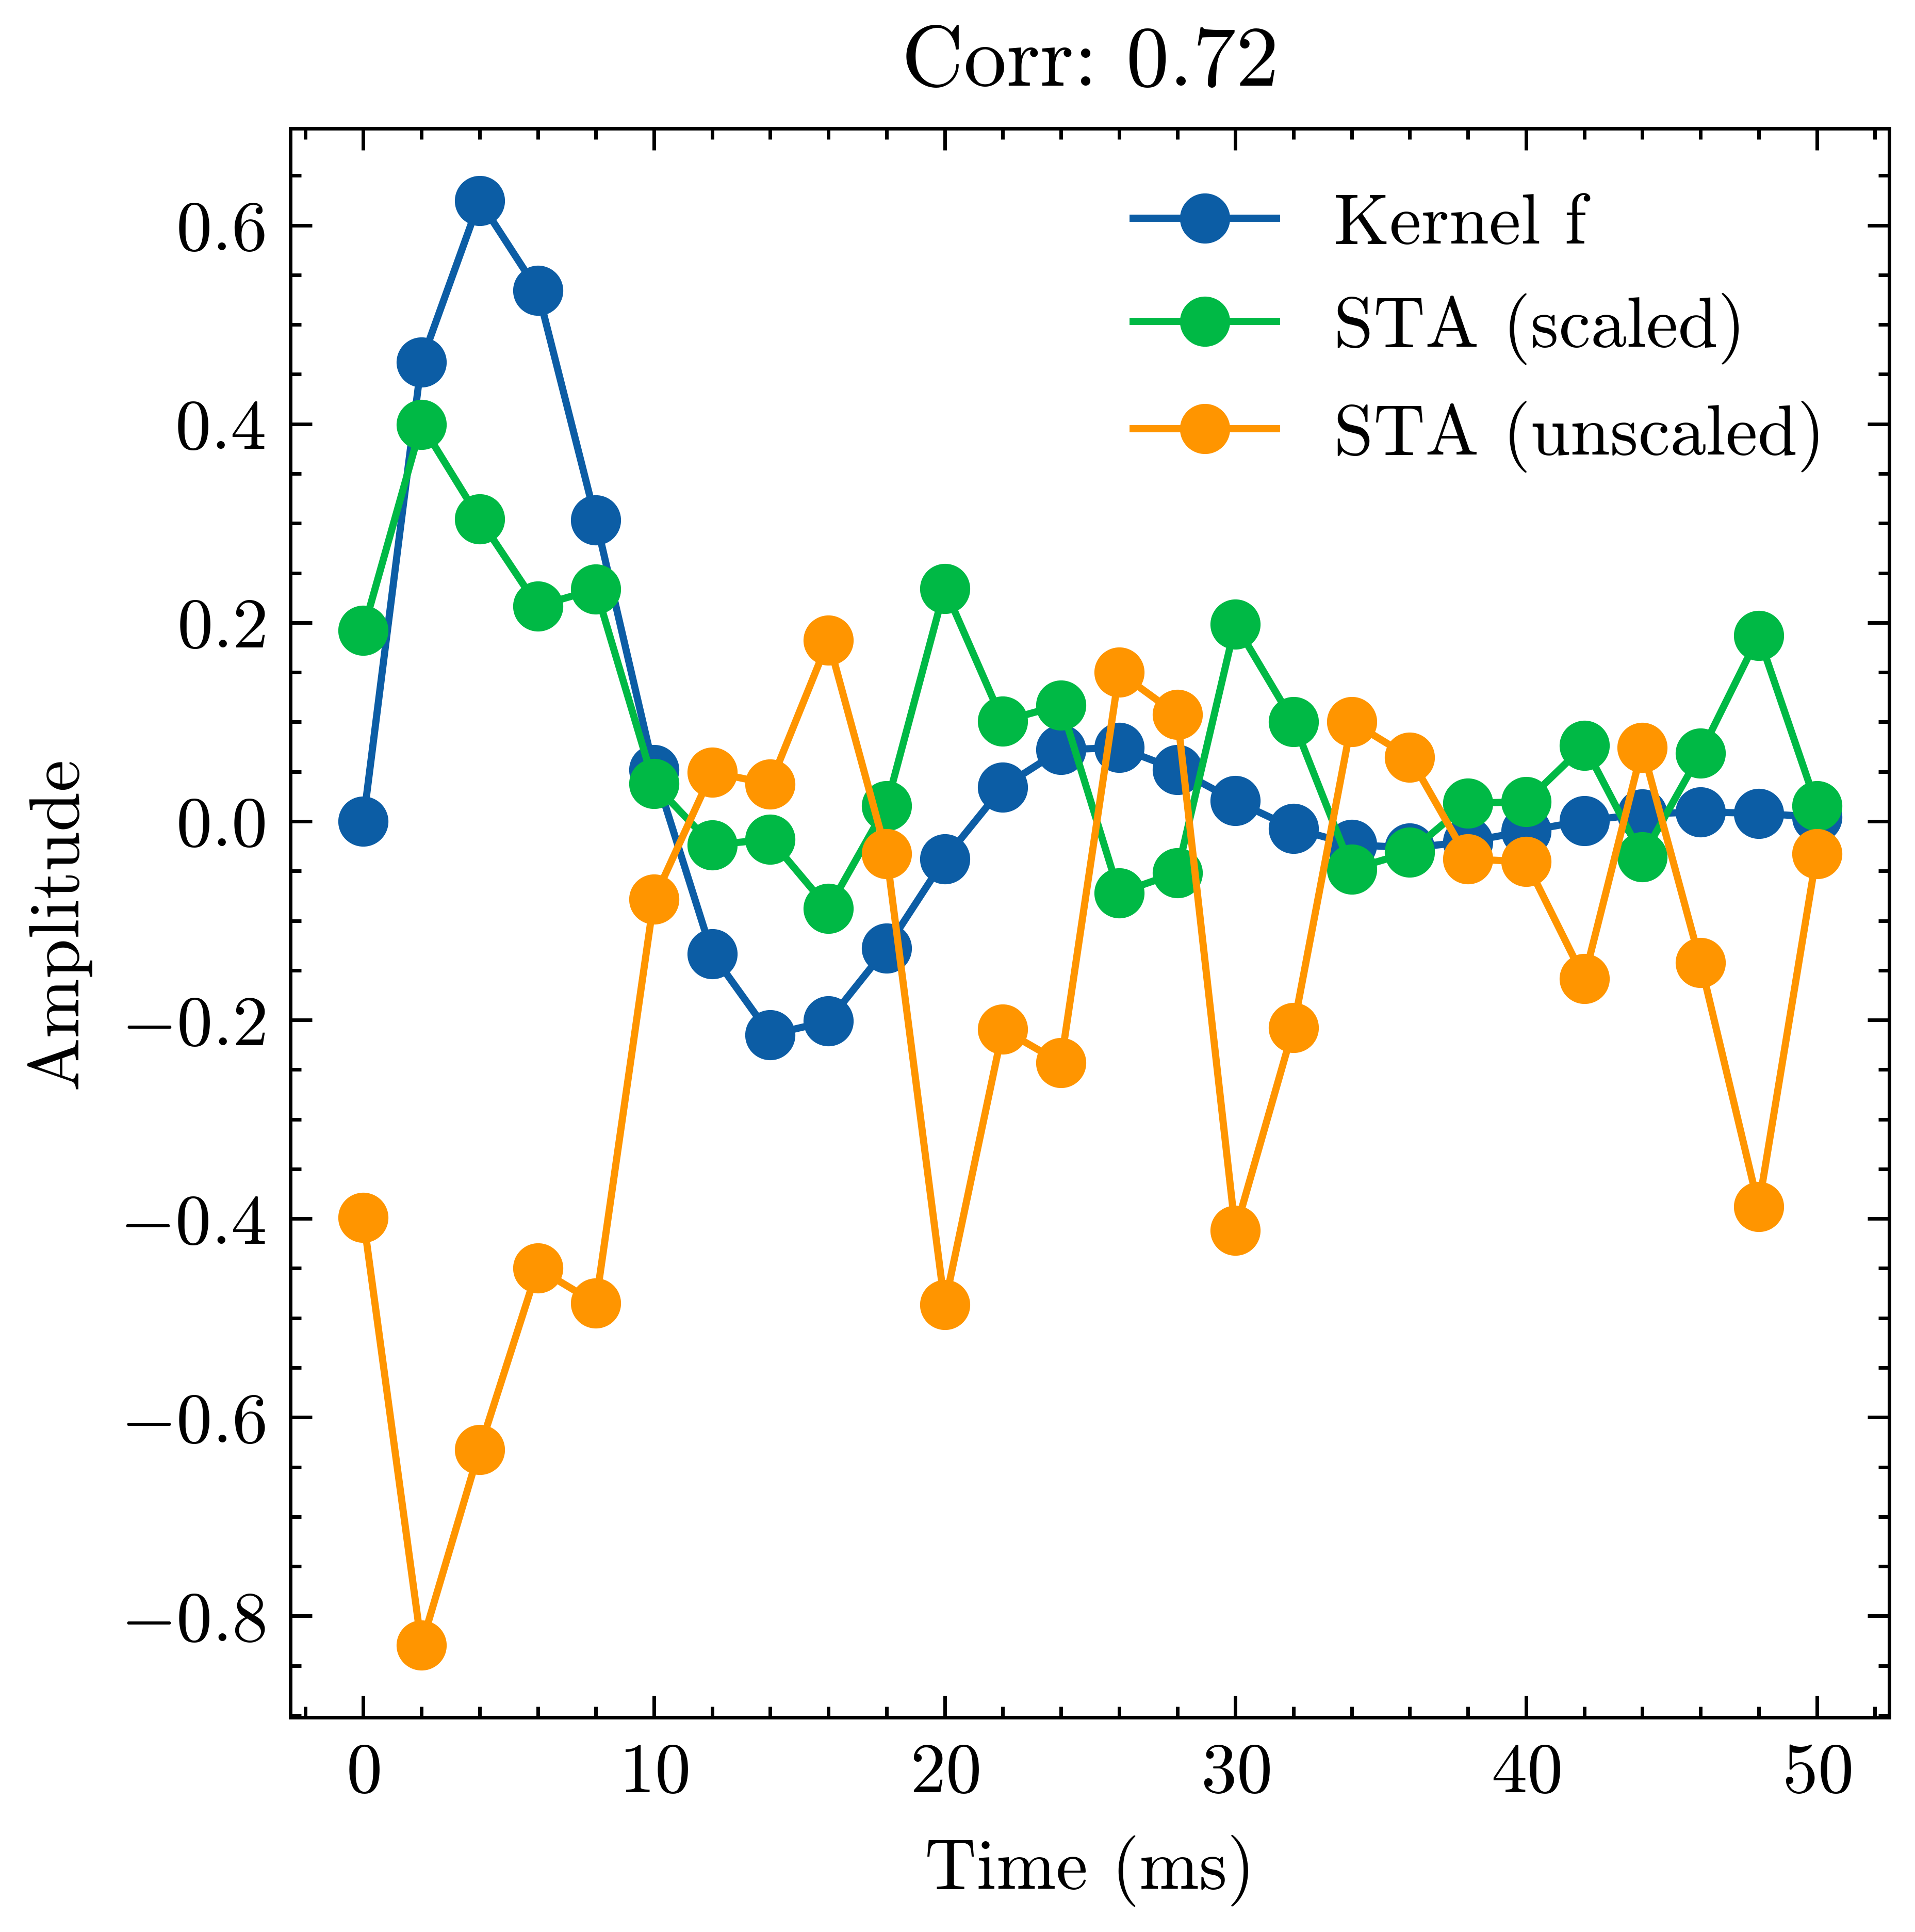 Corr: 0.72
Kernel f
STA (scaled)
STA (unscaled)
0.6
0.4
0.2
0.0
−0.2
−0.4
−0.6
−0.8
Amplitude
0 10 20 30 40 50
Time (ms)